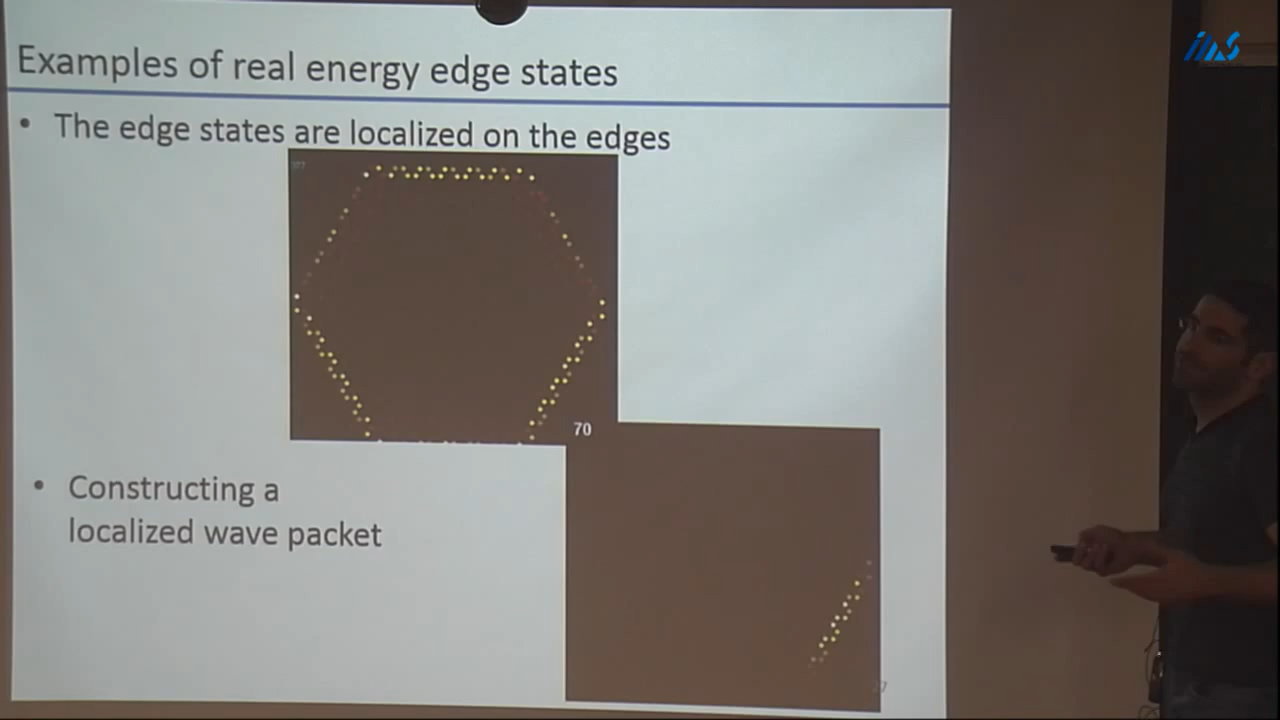 Examples of real energy edge states
• The edge states are localized on the edges
70
• Constructing a
localized wave packet